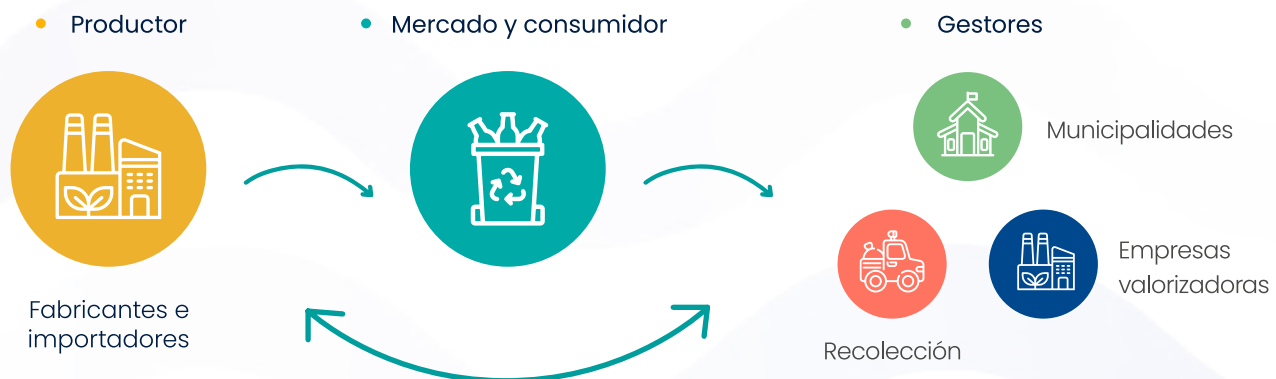 Productor
Mercado y consumidor
Gestores
Municipalidades
Empresas
valorizadoras
Fabricantes e
importadores
Recolección